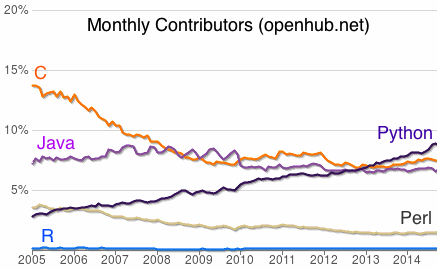 20%
Monthly Contributors (openhub.net)
15%
C
10%
Java
Python
5%
Perl
R
2005 2006 2007 2008 2009 2010 2011 2012 2013 2014